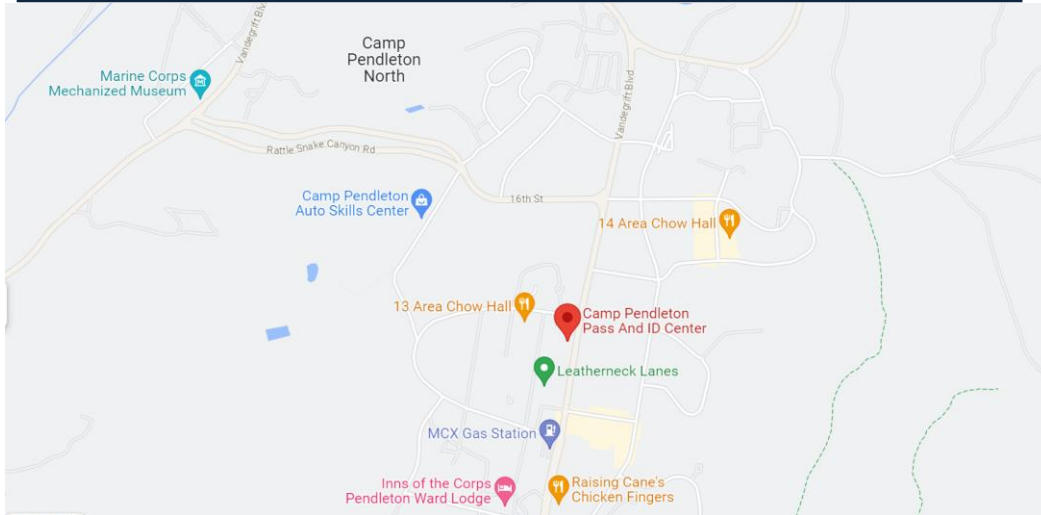 Vandegrift Blvd
Camp
Pendleton
North
Marine Corps
Mechanized Museum
Vandegrift Blvd
Rattle Snake Canyon Rd
Camp Pendleton
Auto Skills Center
16th St
14 Area Chow Hall
13 Area Chow Hall
Camp Pendleton
Pass And ID Center
Leatherneck Lanes
MCX Gas Station
Inns of the Corps
Pendleton Ward Lodge
Raising Cane's
Chicken Fingers